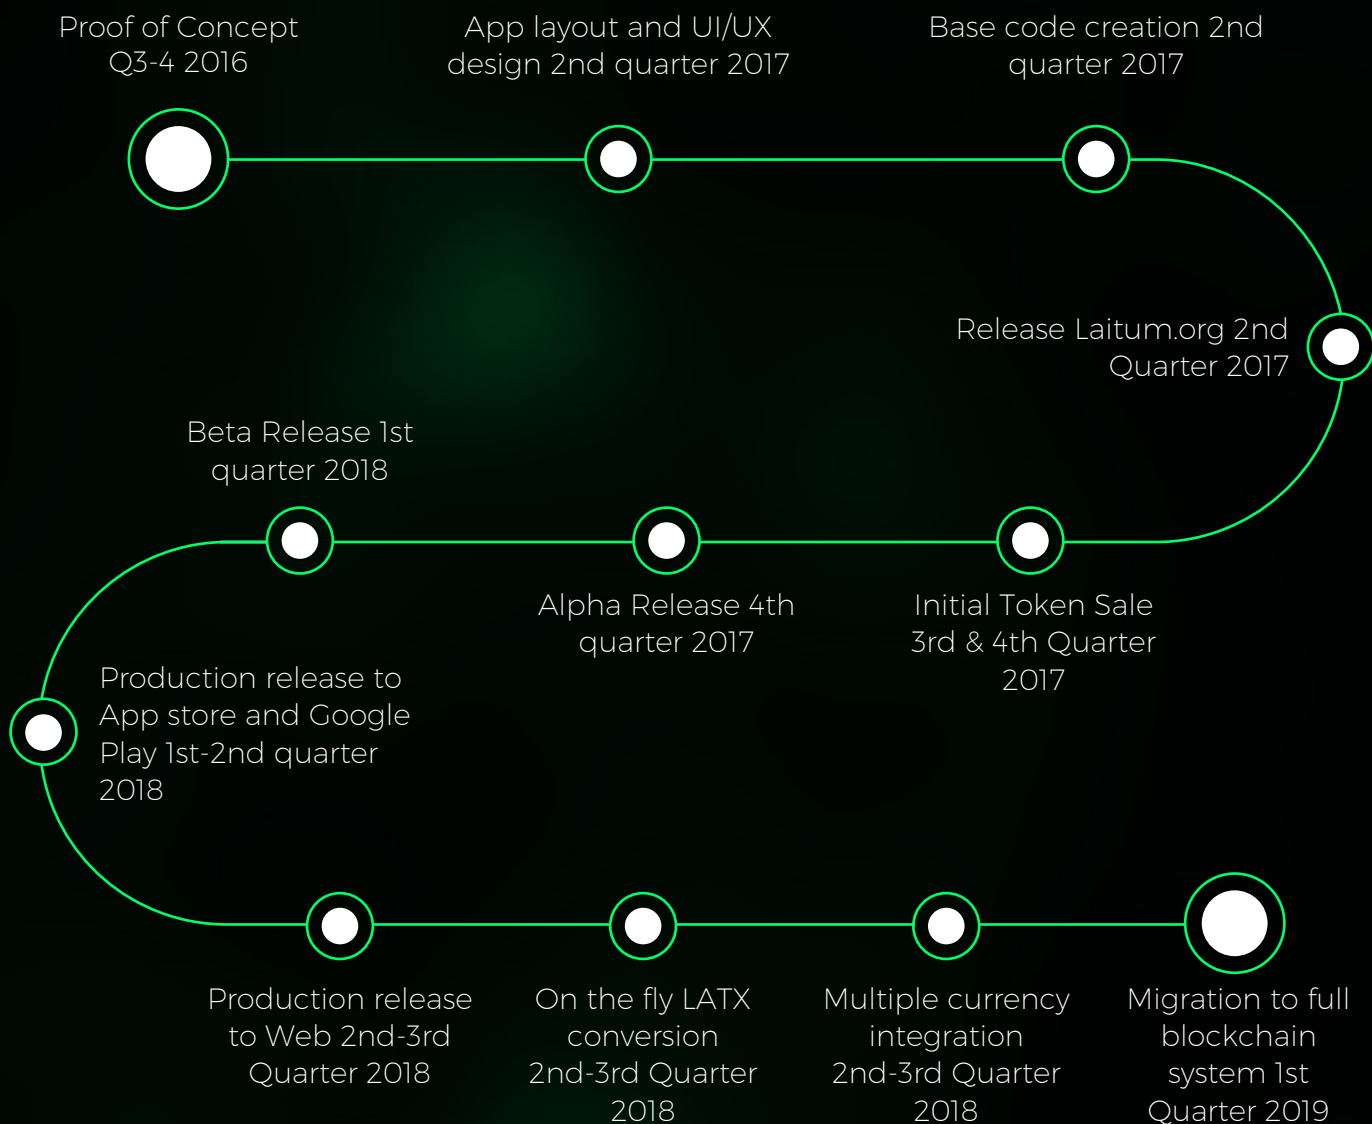 Proof of Concept
Q3-4 2016
App layout and UI/UX
design 2nd quarter 2017
Base code creation 2nd
quarter 2017
Release Laitum.org 2nd
Quarter 2017
Initial Token Sale
3rd & 4th Quarter
2017
Alpha Release 4th
quarter 2017
Beta Release 1st
quarter 2018
Production release to
App store and Google
Play 1st-2nd quarter
2018
Production release
to Web 2nd-3rd
Quarter 2018
On the fly LATX
conversion
2nd-3rd Quarter
2018
Multiple currency
integration
2nd-3rd Quarter
2018
Migration to full
blockchain
system 1st
Quarter 2019